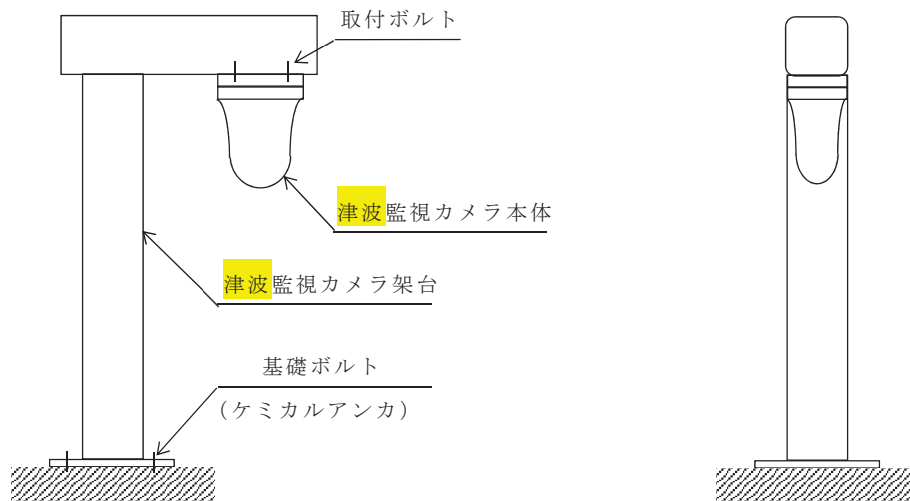 取付ボルト
津波監視カメラ本体
津波監視カメラ架台
基礎ボルト
（ケミカルアンカ）